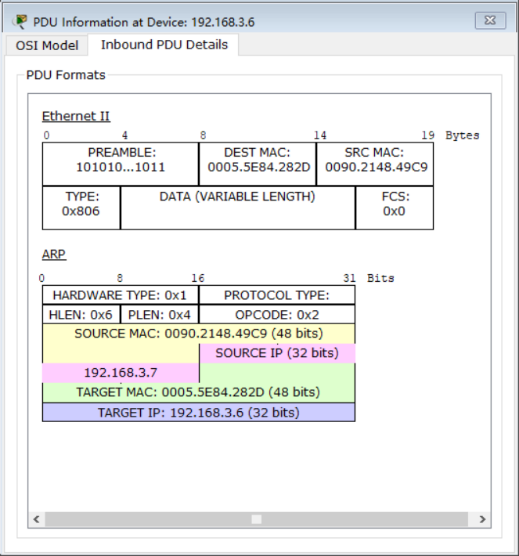 PDU Information at Device: 192.168.3.6
OSI Model Inbound PDU Details
PDU Formats
Ethernet II
0 4 8 14 19 Bytes
PREAMBLE: DEST MAC: SRC MAC:
101010...1011 0005.5E84.282D 0090.2148.49C9
TYPE: DATA (VARIABLE LENGTH) FCS:
0x806 0x0
ARP
0 8 16 31 Bits
HARDWARE TYPE: 0x1 PROTOCOL TYPE:
HLEN: 0x6 PLEN: 0x4 OPCODE: 0x2
SOURCE MAC: 0090.2148.49C9 (48 bits)
SOURCE IP (32 bits)
192.168.3.7
TARGET MAC: 0005.5E84.282D (48 bits)
TARGET IP: 192.168.3.6 (32 bits)